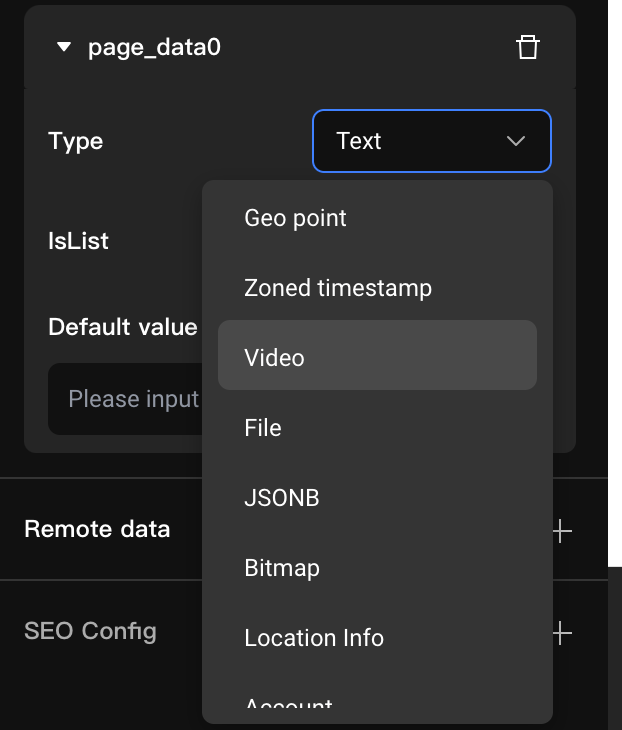 page_data0
Type
Text
Geo point
IsList
Zoned timestamp
Default value
Video
Please input
File
JSONB
Remote data
Bitmap
SEO Config
Location Info
Account